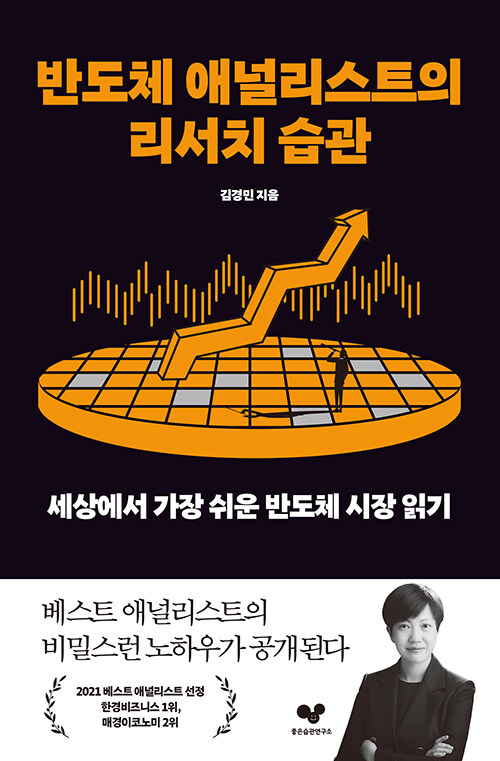 반도체 애널리스트의
리서치 습관
김경민 지음
세상에서 가장 쉬운 반도체 시장 읽기
베스트 애널리스트의
비밀스런 노하우가 공개된다
2021 베스트 애널리스트 선정
한경비즈니스 1위,
매경이코노미 2위
좋은습관연구소